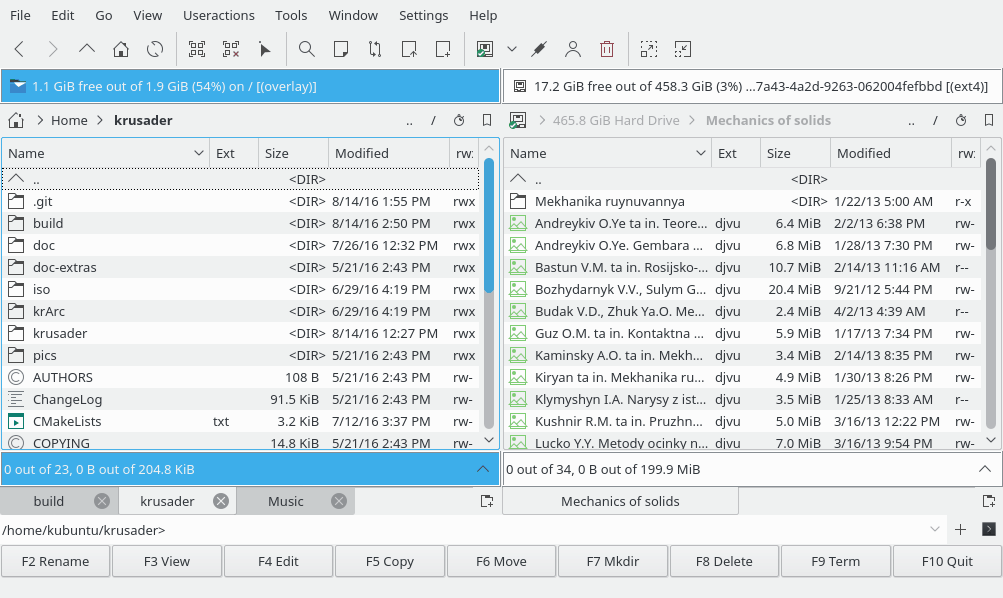 File Edit Go View Useractions Tools Window Settings Help
1.1 GiB free out of 1.9 GiB (54%) on / [(overlay)]
Home krusader .. /
Name Ext Size Modified rw:
.. <DIR>
.git <DIR> 8/14/16 1:55 PM rwx
build <DIR> 8/14/16 2:50 PM rwx
doc <DIR> 7/26/16 12:32 PM rwx
doc-extras <DIR> 5/21/16 2:43 PM rwx
iso <DIR> 6/29/16 4:19 PM rwx
krArc <DIR> 6/29/16 4:19 PM rwx
krusader <DIR> 8/14/16 12:27 PM rwx
pics <DIR> 5/21/16 2:43 PM rwx
AUTHORS 108 B 5/21/16 2:43 PM rw-
ChangeLog 91.5 KiB 5/21/16 2:43 PM rw-
CMakeLists txt 3.2 KiB 7/12/16 3:37 PM rw-
COPYING 14.8 KiB 5/21/16 2:43 PM rw-
0 out of 23, 0 B out of 204.8 KiB
build krusader Music
17.2 GiB free out of 458.3 GiB (3%) ...7a43-4a2d-9263-062004fefbbd [(ext4)]
465.8 GiB Hard Drive Mechanics of solids .. /
Name Ext Size Modified rw:
.. <DIR>
Mekhanika ruynuvannya <DIR> 1/22/13 5:00 AM r-x
Andreykiv O.Ye ta in. Teore... djvu 6.4 MiB 2/2/13 6:38 PM rw-
Andreykiv O.Ye. Gembara ... djvu 6.8 MiB 1/28/13 7:30 PM rw-
Bastun V.M. ta in. Rosijsko-... djvu 10.7 MiB 2/14/13 11:16 AM r--
Bozhydarnyk V.V., Sulym G... djvu 20.4 MiB 9/21/12 5:44 PM rw-
Budak V.D., Zhuk Ya.O. Me... djvu 2.4 MiB 4/2/13 4:39 AM r--
Guz O.M. ta in. Kontaktna ... djvu 5.9 MiB 1/17/13 7:34 PM rw-
Kaminsky A.O. ta in. Mekh... djvu 3.4 MiB 2/14/13 8:35 PM rw-
Kiryan ta in. Mekhanika ru... djvu 4.9 MiB 1/30/13 8:26 PM rw-
Klymyshyn I.A. Narysy z ist... djvu 3.5 MiB 1/25/13 8:33 AM r--
Kushnir R.M. ta in. Pruzhn... djvu 5.0 MiB 3/16/13 12:22 PM rw-
Lucko Y.Y. Metody ocinky n... djvu 7.0 MiB 3/16/13 9:54 PM rw-
0 out of 34, 0 B out of 199.9 MiB
Mechanics of solids
/home/kubuntu/krusader>
F2 Rename F3 View F4 Edit F5 Copy F6 Move F7 Mkdir F8 Delete F9 Term F10 Quit